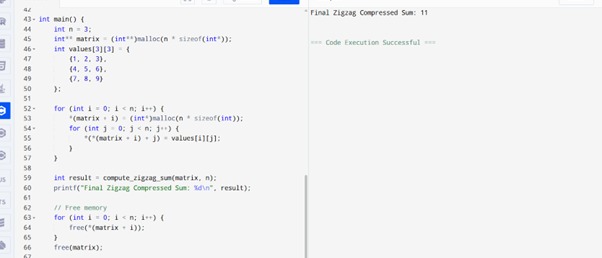 42
43 int main() {
44 int n = 3;
45 int** matrix = (int**)malloc(n * sizeof(int*));
46 int values[3][3] = {
47 {1, 2, 3},
48 {4, 5, 6},
49 {7, 8, 9}
50 };
51
52 for (int i = 0; i < n; i++) {
53 *(matrix + i) = (int*)malloc(n * sizeof(int));
54 for (int j = 0; j < n; j++) {
55 *(*(matrix + i) + j) = values[i][j];
56 }
57 }
58
59 int result = compute_zigzag_sum(matrix, n);
60 printf("Final Zigzag Compressed Sum: %d\n", result);
61
62 // Free memory
63 for (int i = 0; i < n; i++) {
64 free(*(matrix + i));
65 }
66 free(matrix);
67
Final Zigzag Compressed Sum: 11
=== Code Execution Successful ===